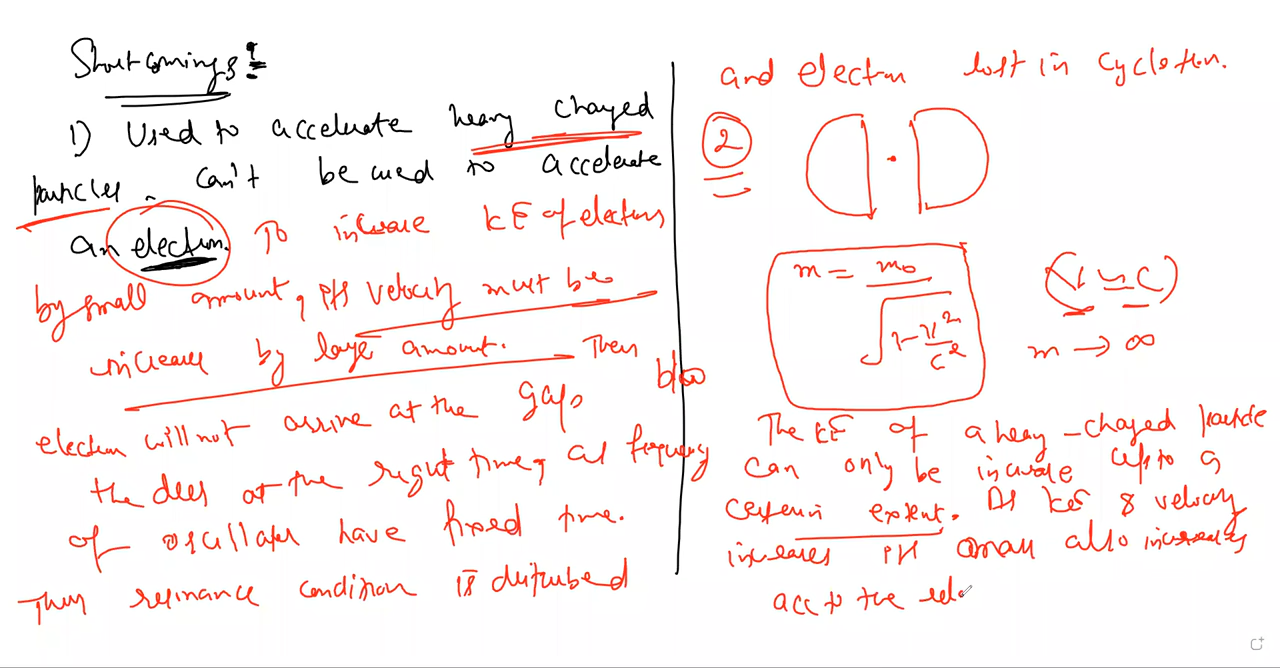 Shortcomings :
1) Used to accelerate heavy charged
particles. Can't be used to accelerate
an electron. To increase KE of electrons
by small amount, its velocity must be
increase by large amount. Then
electron will not arrive at the gaps b/w
the dees at the right time, as frequency
of oscillator have fixed time.
Thus resonance condition is disturbed
and electron lost in cyclotron.
2
m = m₀ / √(1 - v²/c²)
(v ≃ c)
m → ∞
The KE of a heavy-charged particle
can only be increase upto a
certain extent. As KE & velocity
increases its mass also increases
acc to the